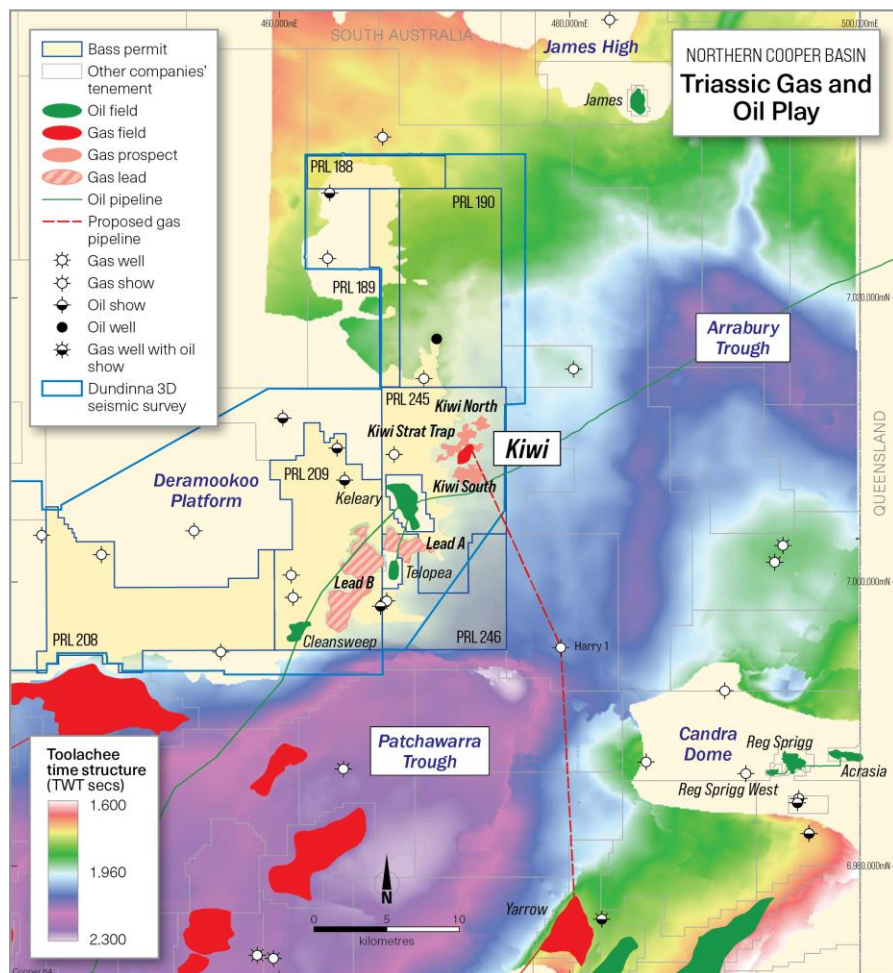 460,000mE
480,000mE
500,000mE
SOUTH AUSTRALIA
NORTHERN COOPER BASIN
Triassic Gas and
Oil Play
Bass permit
Other companies'
tenement
Oil field
Gas field
Gas prospect
Gas lead
Oil pipeline
Proposed gas
pipeline
Gas well
Gas show
Oil show
Oil well
Gas well with oil
show
Dundinna 3D
seismic survey
James High
James
PRL 188
PRL 190
PRL 189
7,020,000mN
Arrabury
Trough
PRL 245
Kiwi North
Kiwi Strat Trap
Kiwi
Kiwi South
QUEENSLAND
PRL 209
Deramookoo
Platform
Keleary
Lead A
Telopea
Lead B
7,000,000mN
Cleansweep
PRL 208
PRL 246
Harry 1
Patchawarra
Trough
Candra
Dome
Reg Sprigg
Acrasia
Reg Sprigg West
Toolachee
time structure
(TWT secs)
1.600
1.960
2.300
6,980,000mN
N
0 5 10
kilometres
Yarrow
Cooper 64